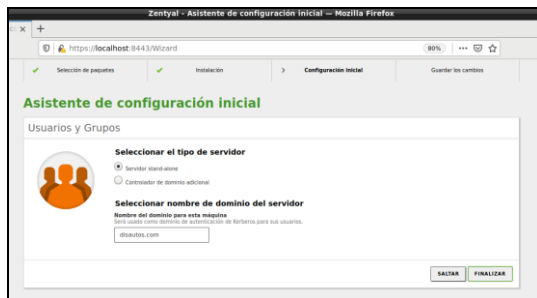 Zentyal - Asistente de configuración inicial — Mozilla Firefox
× +
https://localhost:8443/Wizard 80%
Selección de paquetes Instalación Configuración inicial Guardar los cambios
Asistente de configuración inicial
Usuarios y Grupos
Seleccionar el tipo de servidor
Servidor stand-alone
Controlador de dominio adicional
Seleccionar nombre de dominio del servidor
Nombre del dominio para esta máquina
Será usado como dominio de autenticación de Kerberos para sus usuarios.
disautos.com
SALTAR FINALIZAR